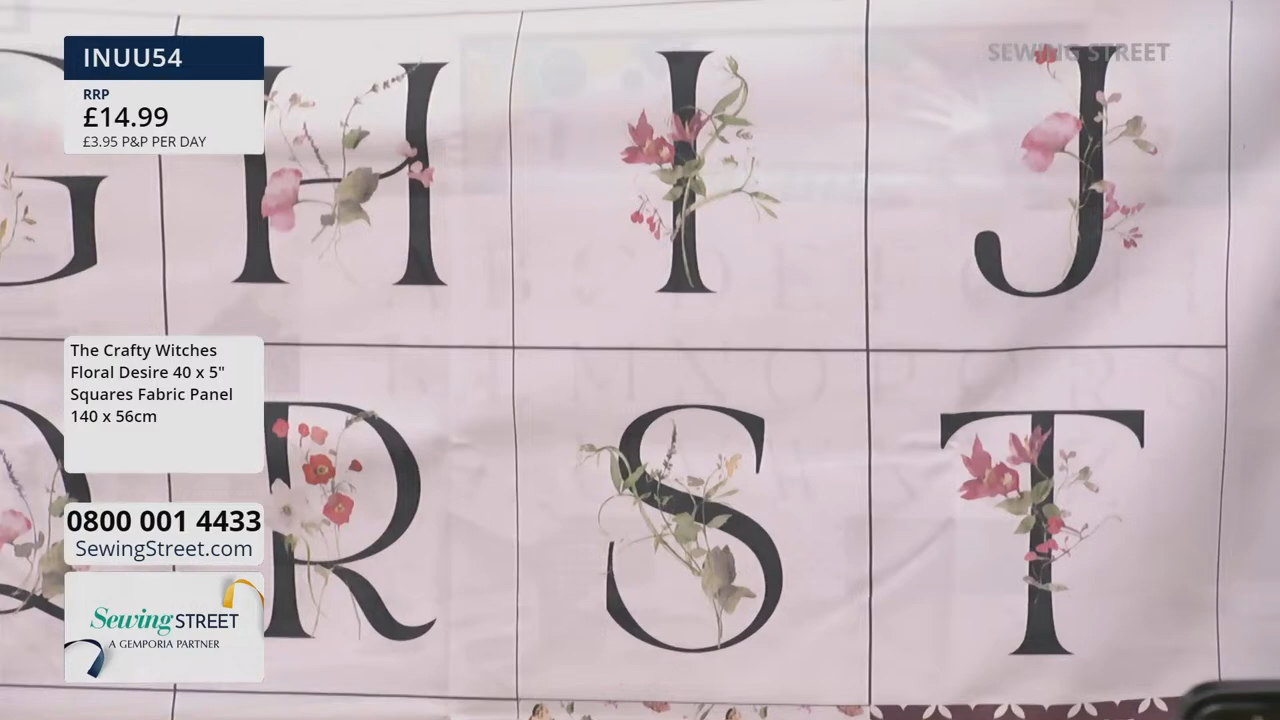 INUU54
RRP
£14.99
£3.95 P&P PER DAY
SEWING STREET
G H I J
The Crafty Witches
Floral Desire 40 x 5"
Squares Fabric Panel
140 x 56cm
Q R S T
0800 001 4433
SewingStreet.com
Sewing STREET
A GEMPORIA PARTNER